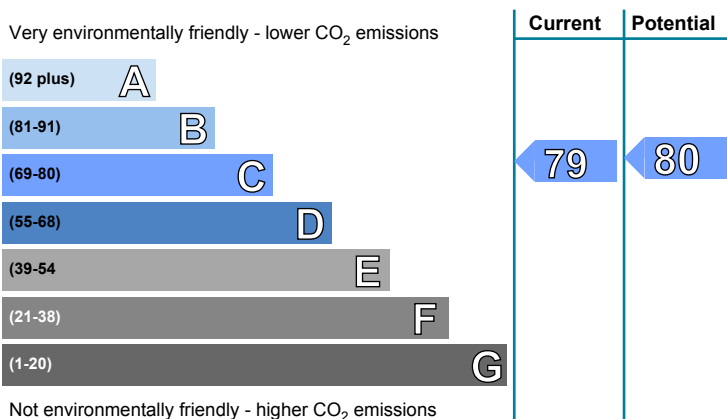 Current Potential
Very environmentally friendly - lower CO2 emissions
(92 plus) A
(81-91) B
(69-80) C 79 80
(55-68) D
(39-54 E
(21-38) F
(1-20) G
Not environmentally friendly - higher CO2 emissions